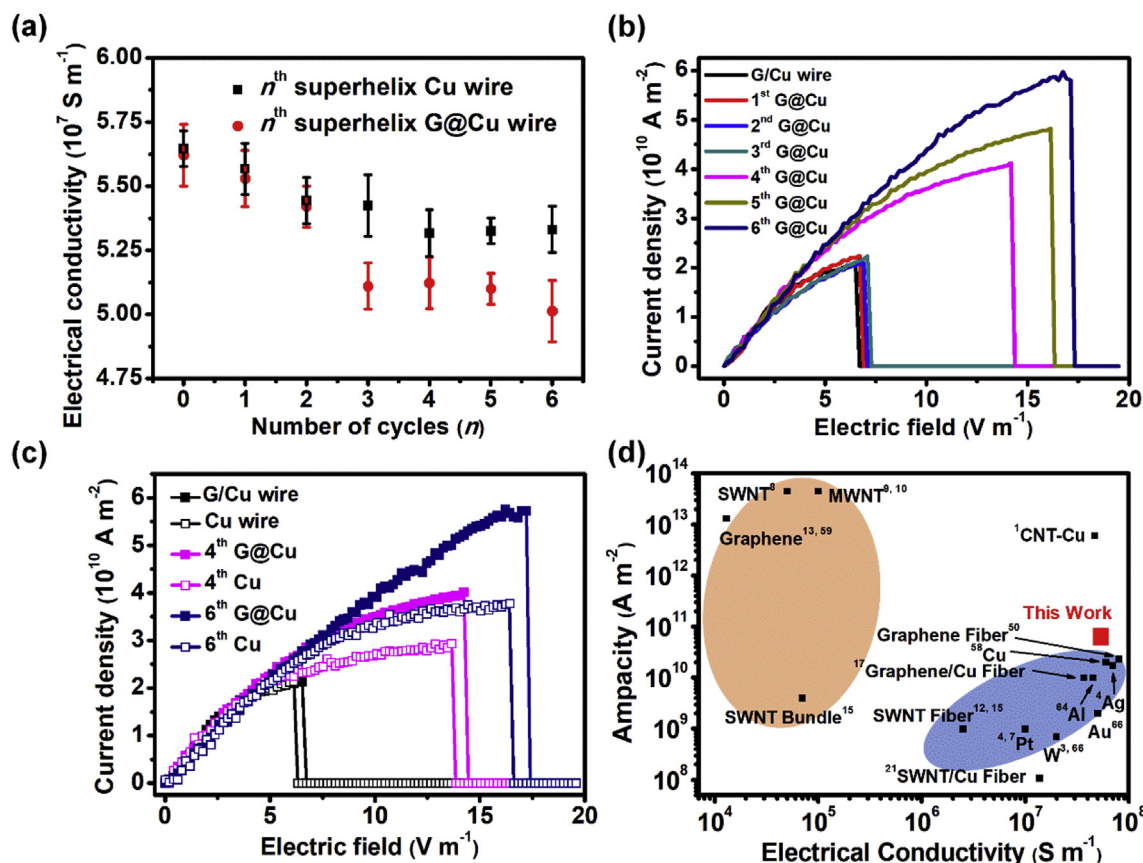 (a)
Electrical conductivity (10⁷ S m⁻¹)
6.00
5.75
5.50
5.25
5.00
4.75
nᵗʰ superhelix Cu wire
nᵗʰ superhelix G@Cu wire
0 1 2 3 4 5 6
Number of cycles (n)
(b)
Current density (10¹⁰ A m⁻²)
6
5
4
3
2
1
0
G/Cu wire
1ˢᵗ G@Cu
2ⁿᵈ G@Cu
3ʳᵈ G@Cu
4ᵗʰ G@Cu
5ᵗʰ G@Cu
6ᵗʰ G@Cu
0 5 10 15 20
Electric field (V m⁻¹)
(c)
Current density (10¹⁰ A m⁻²)
6
5
4
3
2
1
0
G/Cu wire
Cu wire
4ᵗʰ G@Cu
4ᵗʰ Cu
6ᵗʰ G@Cu
6ᵗʰ Cu
0 5 10 15 20
Electric field (V m⁻¹)
(d)
Ampacity (A m⁻²)
10¹⁴
10¹³
10¹²
10¹¹
10¹⁰
10⁹
10⁸
SWNT⁸
MWNT⁹,¹⁰
Graphene¹³,⁵⁹
¹CNT-Cu
This Work
Graphene Fiber⁵⁰
⁵⁸Cu
¹⁷Graphene/Cu Fiber
⁴Ag
⁶⁴Al
SWNT Bundle¹⁵
SWNT Fiber¹²,¹⁵
Au⁶⁶
⁴,⁷Pt
W³,⁶⁶
²¹SWNT/Cu Fiber
10⁴ 10⁵ 10⁶ 10⁷ 10⁸
Electrical Conductivity (S m⁻¹)